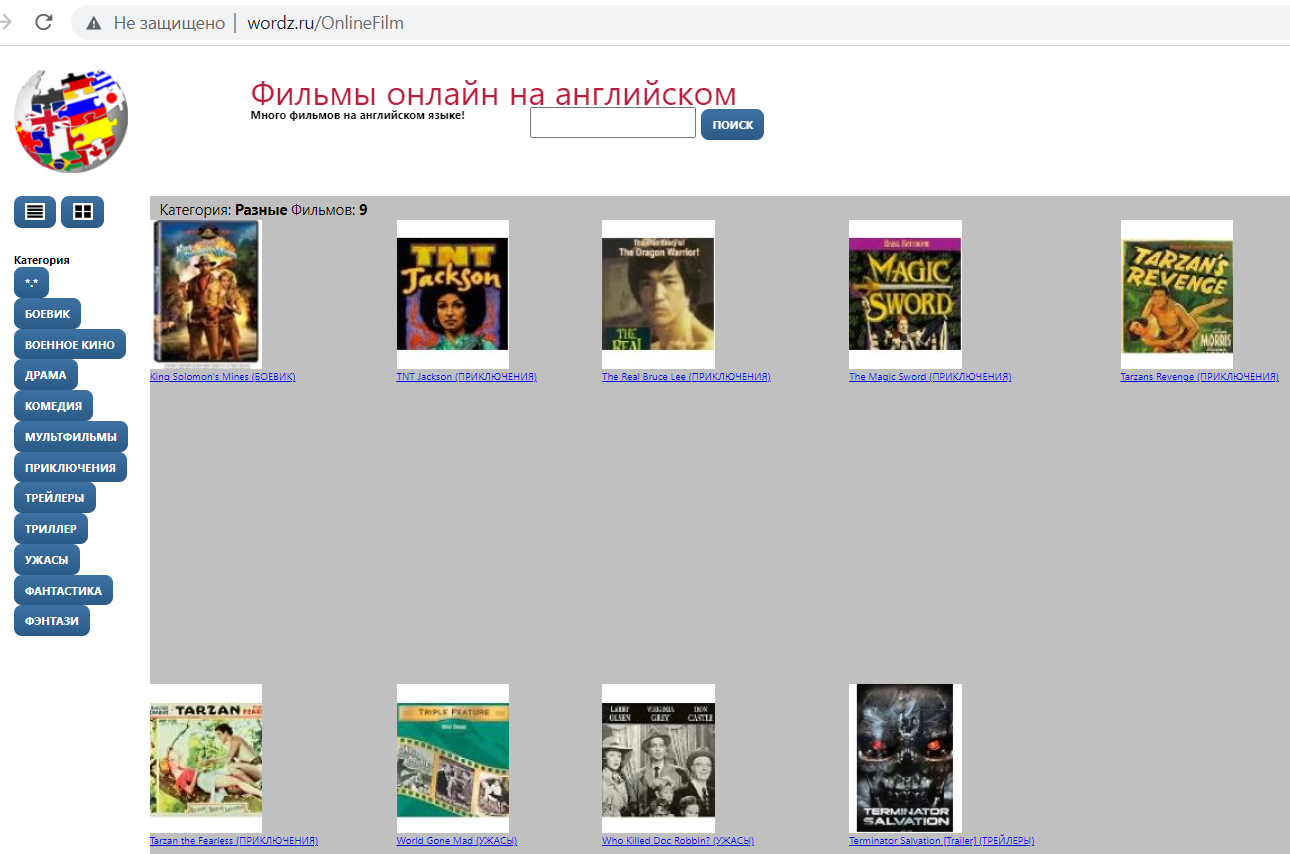 Не защищено | wordz.ru/OnlineFilm
Фильмы онлайн на английском
Много фильмов на английском языке!
ПОИСК
Категория: Разные Фильмов: 9
Категория
*.*
БОЕВИК
ВОЕННОЕ КИНО
ДРАМА
КОМЕДИЯ
МУЛЬТФИЛЬМЫ
ПРИКЛЮЧЕНИЯ
ТРЕЙЛЕРЫ
ТРИЛЛЕР
УЖАСЫ
ФАНТАСТИКА
ФЭНТАЗИ
TNT
Jackson
The Dragon Warrior!
THE
REAL
MAGIC
SWORD
TARZAN'S
REVENGE
MORRIS
King Solomon's Mines (БОЕВИК)
TNT Jackson (ПРИКЛЮЧЕНИЯ)
The Real Bruce Lee (ПРИКЛЮЧЕНИЯ)
The Magic Sword (ПРИКЛЮЧЕНИЯ)
Tarzans Revenge (ПРИКЛЮЧЕНИЯ)
TARZAN
TRIPLE FEATURE
LARRY
OLSEN
VIRGINIA
GREY
DON
CASTLE
TERMINATOR
SALVATION
Tarzan the Fearless (ПРИКЛЮЧЕНИЯ)
World Gone Mad (УЖАСЫ)
Who Killed Doc Robbin? (УЖАСЫ)
Terminator Salvation [Trailer] (ТРЕЙЛЕРЫ)